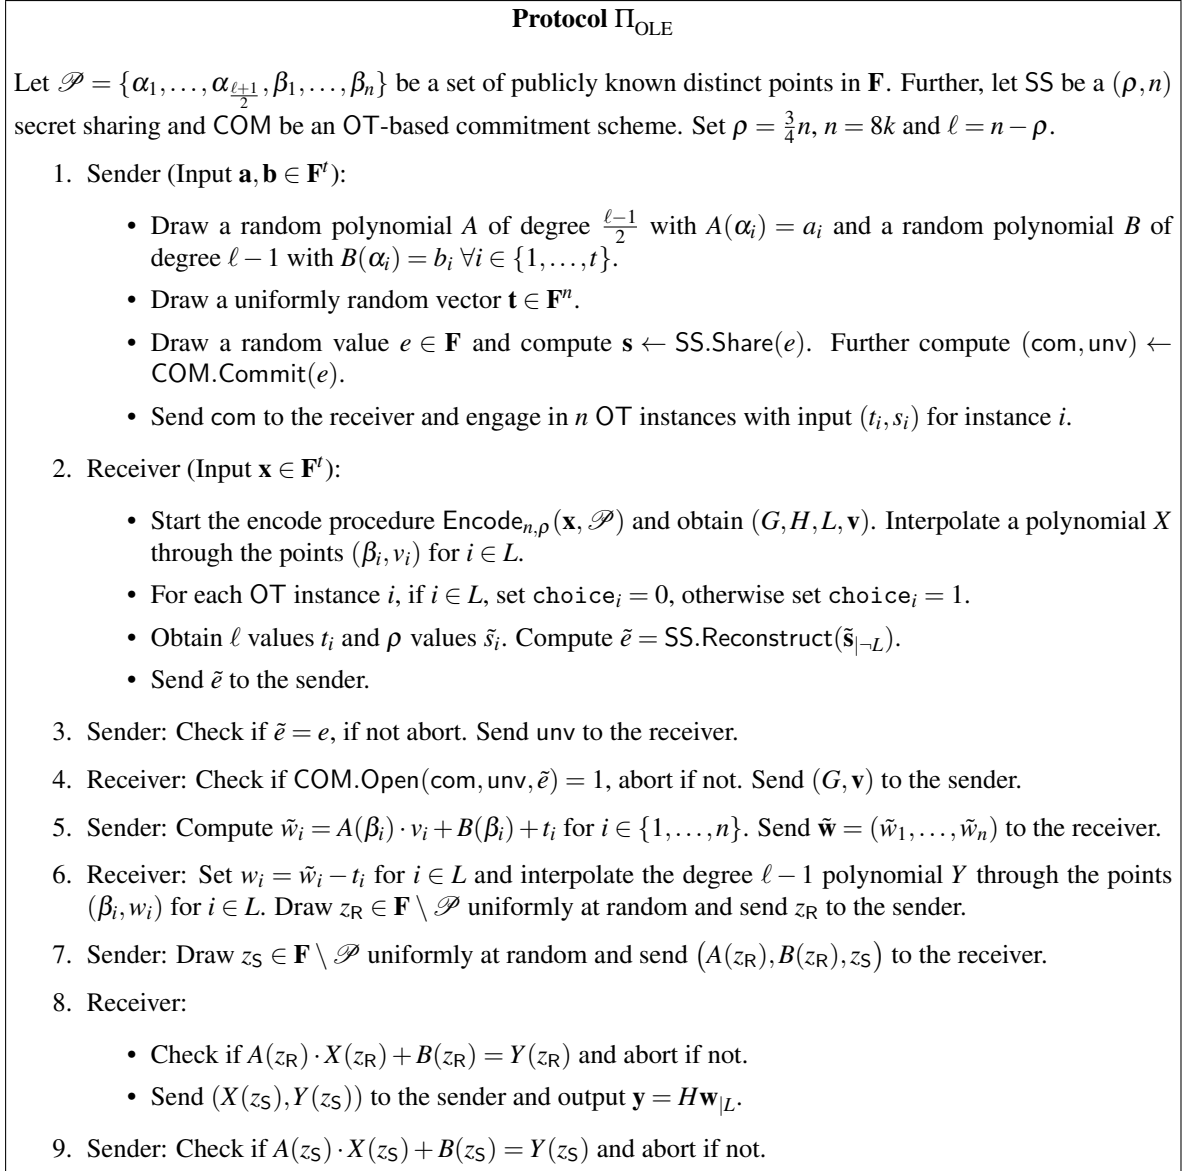 Protocol Π_OLE
Let 𝒫 = {α_1,…,α_{\frac{ℓ+1}{2}},β_1,…,β_n} be a set of publicly known distinct points in F. Further, let SS be a (ρ,n)
secret sharing and COM be an OT-based commitment scheme. Set ρ = \frac{3}{4}n, n = 8k and ℓ = n − ρ.
1. Sender (Input a,b ∈ F^t):
• Draw a random polynomial A of degree \frac{ℓ−1}{2} with A(α_i) = a_i and a random polynomial B of
degree ℓ − 1 with B(α_i) = b_i ∀i ∈ {1,…,t}.
• Draw a uniformly random vector t ∈ F^n.
• Draw a random value e ∈ F and compute s ← SS.Share(e). Further compute (com,unv) ←
COM.Commit(e).
• Send com to the receiver and engage in n OT instances with input (t_i,s_i) for instance i.
2. Receiver (Input x ∈ F^t):
• Start the encode procedure Encode_{n,ρ}(x,𝒫) and obtain (G,H,L,v). Interpolate a polynomial X
through the points (β_i,v_i) for i ∈ L.
• For each OT instance i, if i ∈ L, set choice_i = 0, otherwise set choice_i = 1.
• Obtain ℓ values t_i and ρ values s̃_i. Compute ẽ = SS.Reconstruct(s̃_{|¬L}).
• Send ẽ to the sender.
3. Sender: Check if ẽ = e, if not abort. Send unv to the receiver.
4. Receiver: Check if COM.Open(com,unv,ẽ) = 1, abort if not. Send (G,v) to the sender.
5. Sender: Compute w̃_i = A(β_i) · v_i + B(β_i) + t_i for i ∈ {1,…,n}. Send w̃ = (w̃_1,…,w̃_n) to the receiver.
6. Receiver: Set w_i = w̃_i − t_i for i ∈ L and interpolate the degree ℓ − 1 polynomial Y through the points
(β_i,w_i) for i ∈ L. Draw z_R ∈ F \ 𝒫 uniformly at random and send z_R to the sender.
7. Sender: Draw z_S ∈ F \ 𝒫 uniformly at random and send (A(z_R),B(z_R),z_S) to the receiver.
8. Receiver:
• Check if A(z_R) · X(z_R) + B(z_R) = Y(z_R) and abort if not.
• Send (X(z_S),Y(z_S)) to the sender and output y = Hw_{|L}.
9. Sender: Check if A(z_S) · X(z_S) + B(z_S) = Y(z_S) and abort if not.